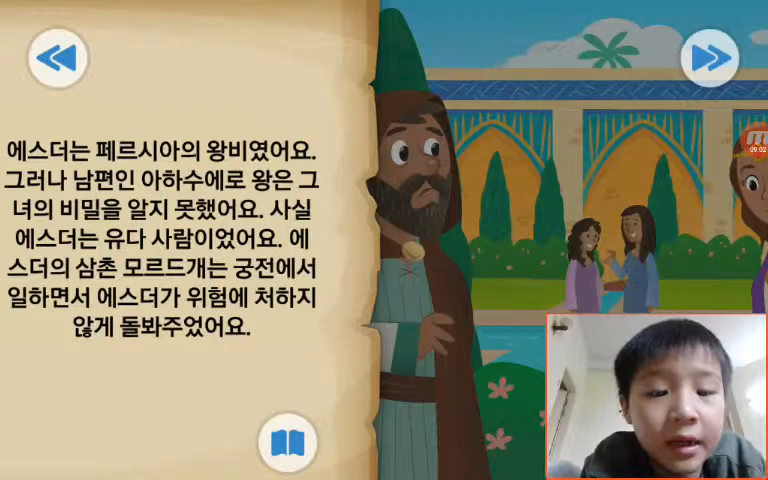 에스더는 페르시아의 왕비였어요.
그러나 남편인 아하수에로 왕은 그
녀의 비밀을 알지 못했어요. 사실
에스더는 유다 사람이었어요. 에
스더의 삼촌 모르드개는 궁전에서
일하면서 에스더가 위험에 처하지
않게 돌봐주었어요.
09:02